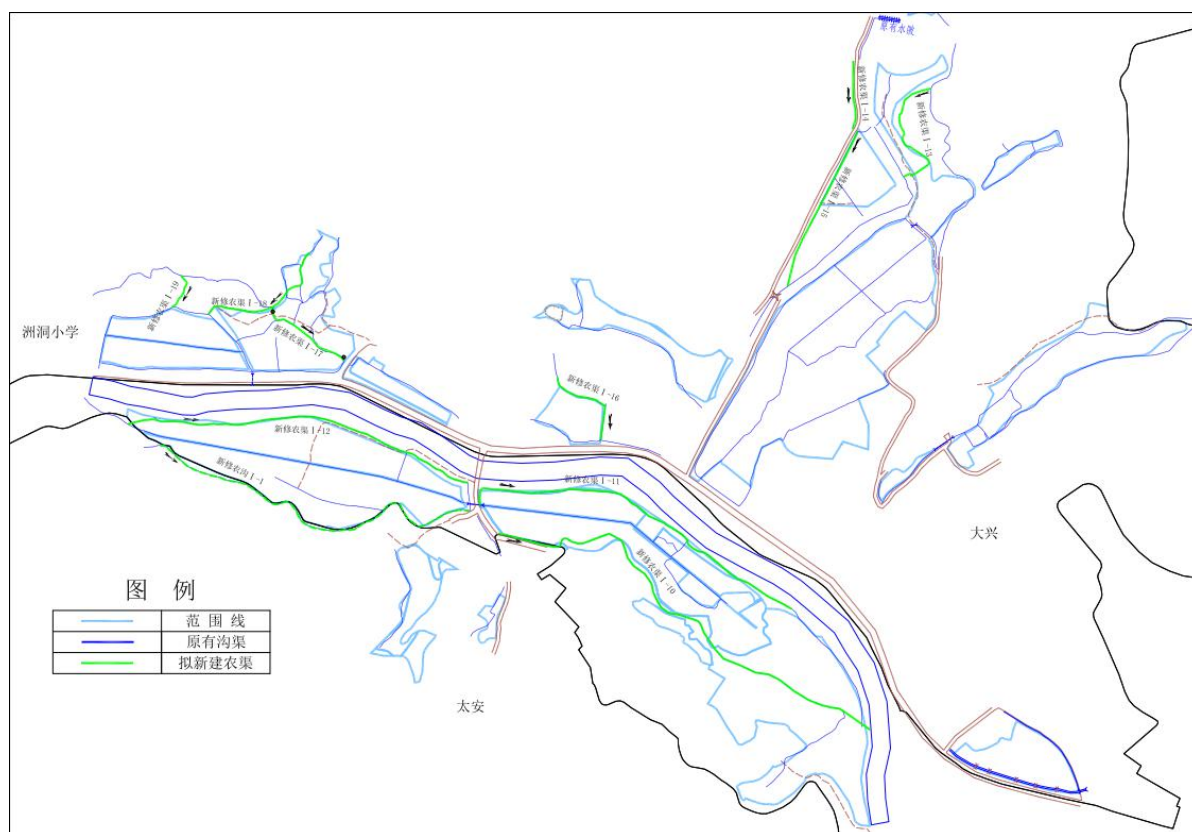 原有水陂
新修农渠Ⅰ-14
新修农渠Ⅰ-13
新修农渠Ⅰ-15
新修农渠Ⅰ-19
新修农渠Ⅰ-18
新修农渠Ⅰ-17
洲洞小学
新修农渠Ⅰ-16
新修农渠Ⅰ-12
新修农沟Ⅰ-1
新修农渠Ⅰ-11
新修农渠Ⅰ-10
大兴
太安
图 例
范 围 线
原有沟渠
拟新建农渠